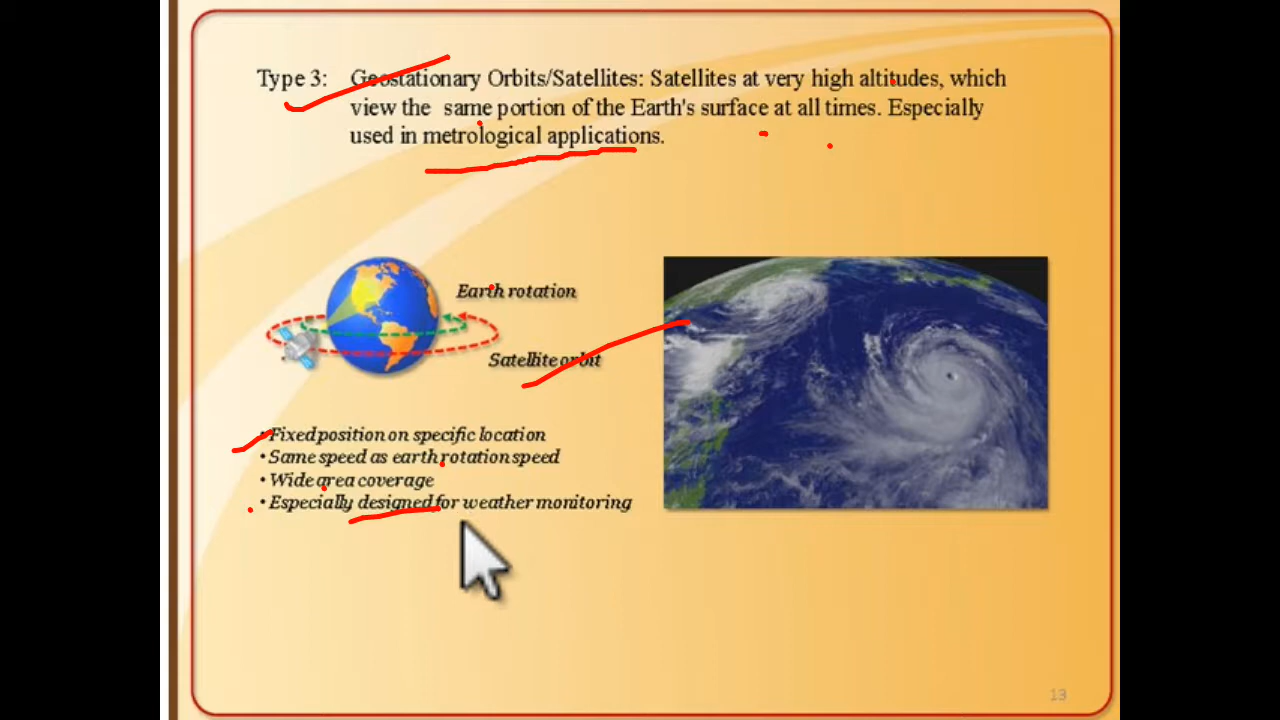 Type 3: Geostationary Orbits/Satellites: Satellites at very high altitudes, which
view the same portion of the Earth's surface at all times. Especially
used in metrological applications.
Earth rotation
Satellite orbit
• Fixed position on specific location
• Same speed as earth rotation speed
• Wide area coverage
• Especially designed for weather monitoring
13